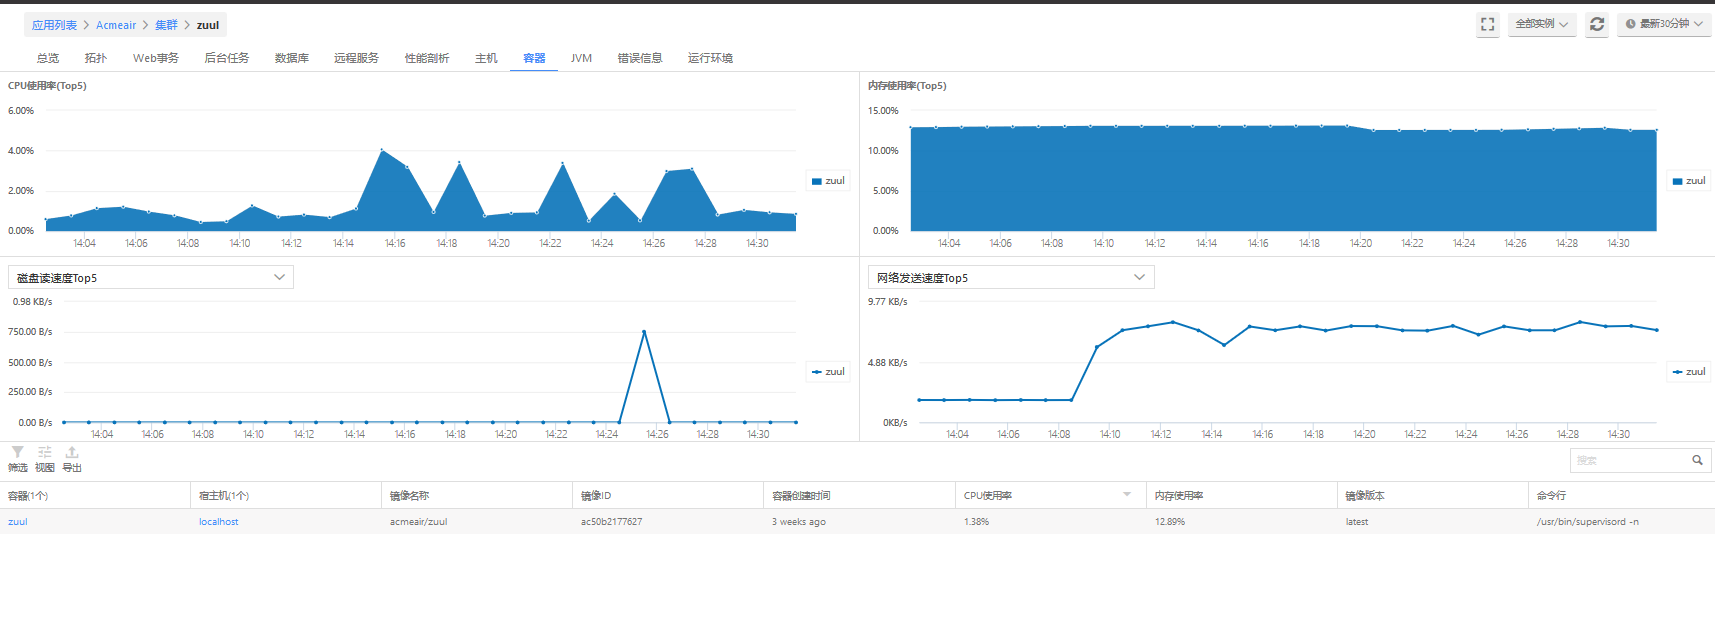 应用列表 > Acmeair > 集群 > zuul 全部实例 最新30分钟
总览 拓扑 Web事务 后台任务 数据库 远程服务 性能剖析 主机 容器 JVM 错误信息 运行环境
CPU使用率(Top5)
6.00%
4.00%
2.00%
0.00%
14:04 14:06 14:08 14:10 14:12 14:14 14:16 14:18 14:20 14:22 14:24 14:26 14:28 14:30
zuul
内存使用率(Top5)
15.00%
10.00%
5.00%
0.00%
14:04 14:06 14:08 14:10 14:12 14:14 14:16 14:18 14:20 14:22 14:24 14:26 14:28 14:30
zuul
磁盘读速度Top5
0.98 KB/s
750.00 B/s
500.00 B/s
250.00 B/s
0.00 B/s
14:04 14:06 14:08 14:10 14:12 14:14 14:16 14:18 14:20 14:22 14:24 14:26 14:28 14:30
zuul
网络发送速度Top5
9.77 KB/s
4.88 KB/s
0KB/s
14:04 14:06 14:08 14:10 14:12 14:14 14:16 14:18 14:20 14:22 14:24 14:26 14:28 14:30
zuul
筛选 视图 导出 搜索
容器(1个) 宿主机(1个) 镜像名称 镜像ID 容器创建时间 CPU使用率 内存使用率 镜像版本 命令行
zuul localhost acmeair/zuul ac50b2177627 3 weeks ago 1.38% 12.89% latest /usr/bin/supervisord -n